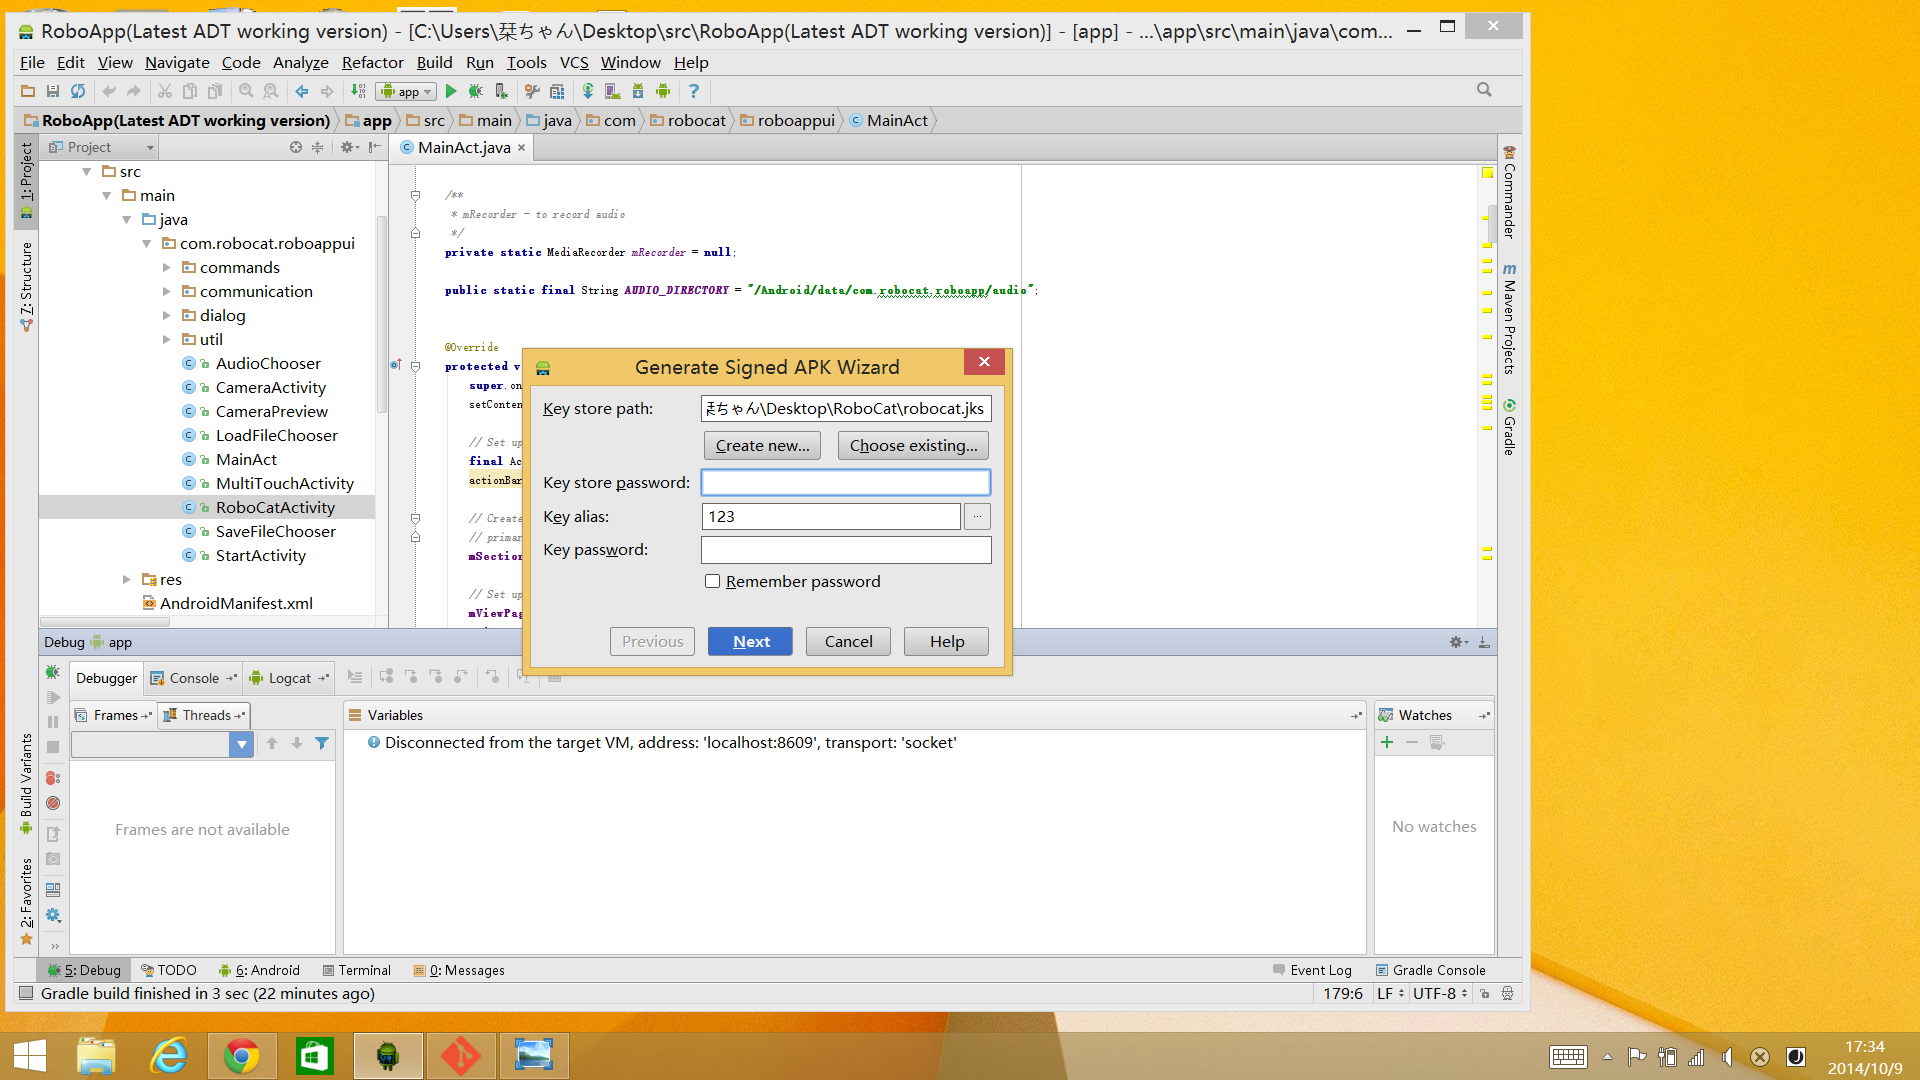 RoboApp(Latest ADT working version) - [C:\Users\栞ちゃん\Desktop\src\RoboApp(Latest ADT working version)] - [app] - ...\app\src\main\java\com...
File Edit View Navigate Code Analyze Refactor Build Run Tools VCS Window Help
app
RoboApp(Latest ADT working version) app src main java com robocat roboappui MainAct
1: Project
Project
MainAct.java
src
main
java
com.robocat.roboappui
commands
communication
dialog
util
AudioChooser
CameraActivity
CameraPreview
LoadFileChooser
MainAct
MultiTouchActivity
RoboCatActivity
SaveFileChooser
StartActivity
res
AndroidManifest.xml
/**
* mRecorder - to record audio
*/
private static MediaRecorder mRecorder = null;
public static final String AUDIO_DIRECTORY = "/Android/data/com.robocat.roboapp/audio";
@Override
protected v
super.on
setConten
// Set up
final Ac
actionBar
// Create
// primar
mSection
// Set up
mViewPag
Generate Signed APK Wizard
Key store path: ちゃん\Desktop\RoboCat\robocat.jks
Create new... Choose existing...
Key store password:
Key alias: 123 ...
Key password:
Remember password
Previous Next Cancel Help
Commander
Maven Projects
Gradle
7: Structure
Build Variants
2: Favorites
Debug app
Debugger Console Logcat
Frames Threads
Variables
Watches
Disconnected from the target VM, address: 'localhost:8609', transport: 'socket'
Frames are not available
No watches
5: Debug TODO 6: Android Terminal 0: Messages Event Log Gradle Console
Gradle build finished in 3 sec (22 minutes ago) 179:6 LF UTF-8
17:34
2014/10/9